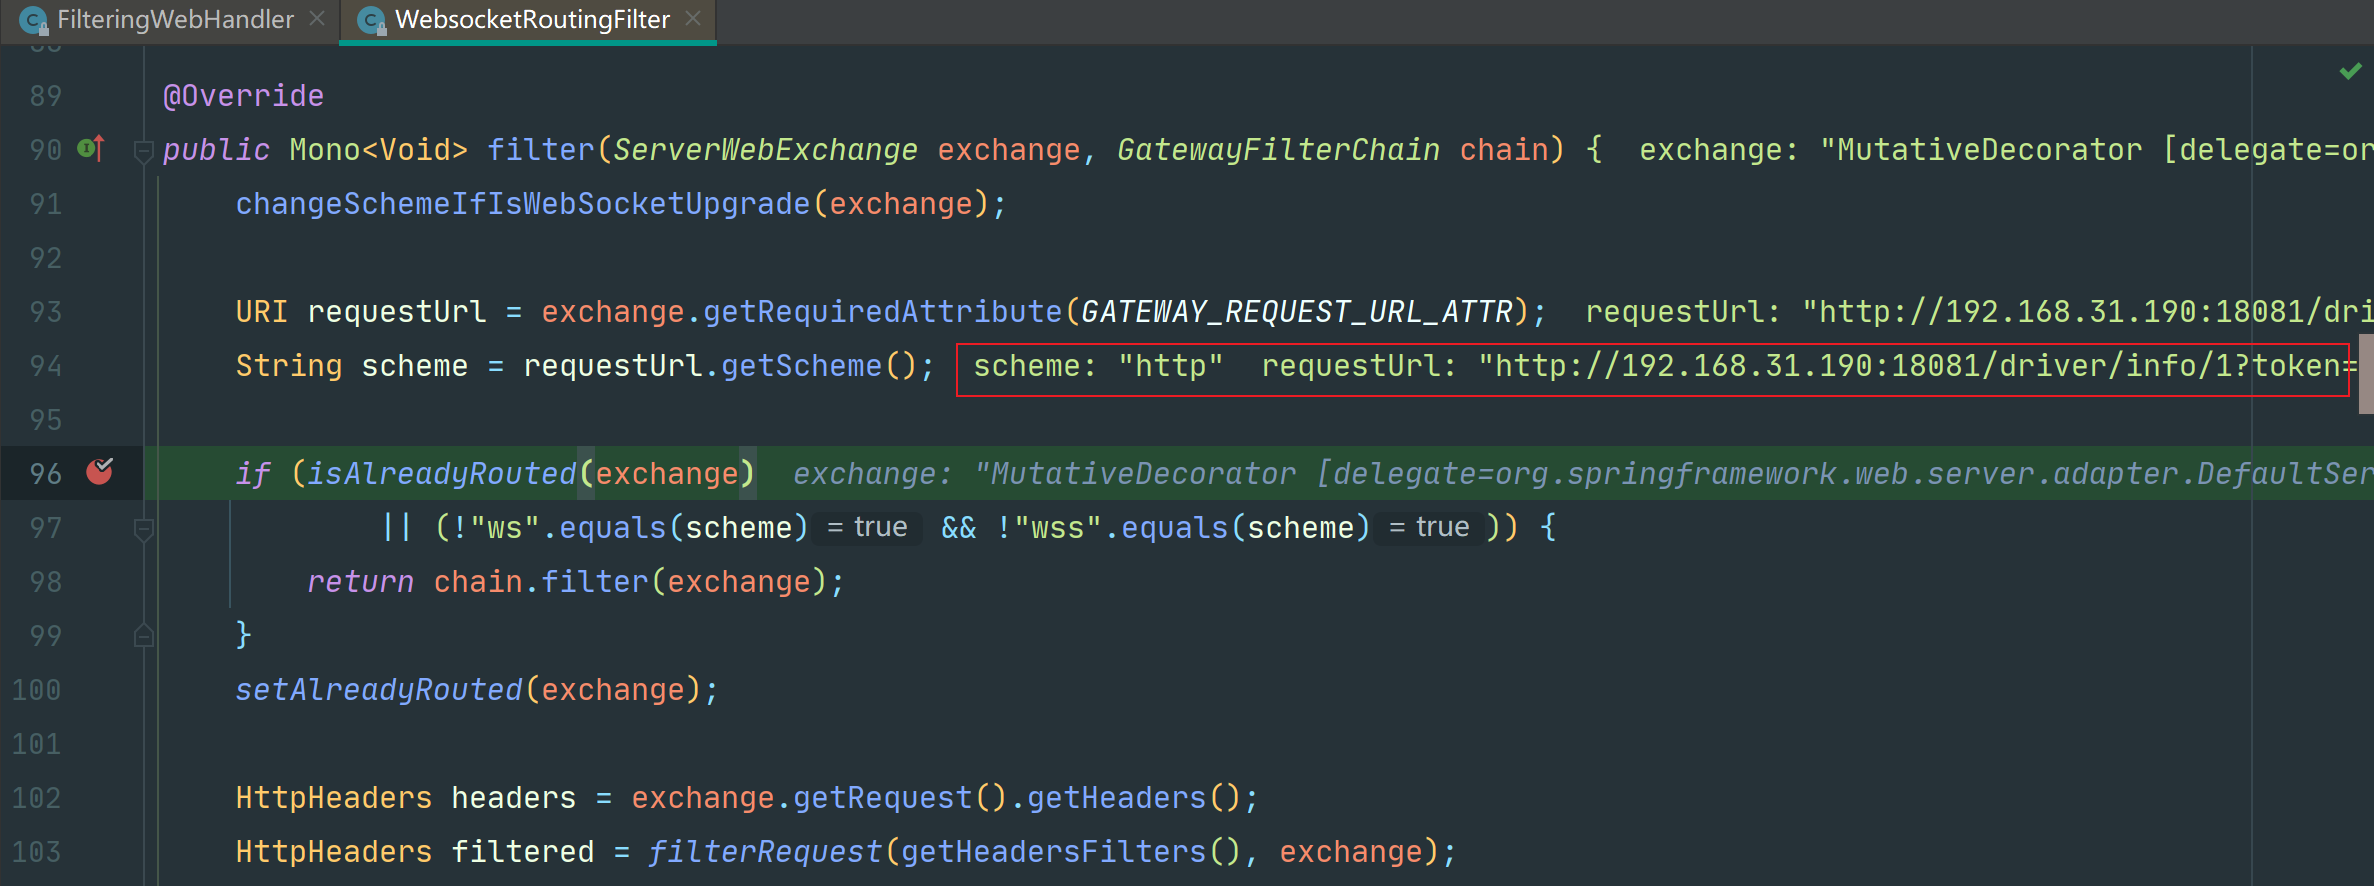 FilteringWebHandler WebsocketRoutingFilter
89 @Override
90 public Mono<Void> filter(ServerWebExchange exchange, GatewayFilterChain chain) { exchange: "MutativeDecorator [delegate=or
91 changeSchemeIfIsWebSocketUpgrade(exchange);
92
93 URI requestUrl = exchange.getRequiredAttribute(GATEWAY_REQUEST_URL_ATTR); requestUrl: "http://192.168.31.190:18081/dri
94 String scheme = requestUrl.getScheme(); scheme: "http" requestUrl: "http://192.168.31.190:18081/driver/info/1?token=
95
96 if (isAlreadyRouted(exchange) exchange: "MutativeDecorator [delegate=org.springframework.web.server.adapter.DefaultSer
97 || (!"ws".equals(scheme) = true && !"wss".equals(scheme) = true )) {
98 return chain.filter(exchange);
99 }
100 setAlreadyRouted(exchange);
101
102 HttpHeaders headers = exchange.getRequest().getHeaders();
103 HttpHeaders filtered = filterRequest(getHeadersFilters(), exchange);